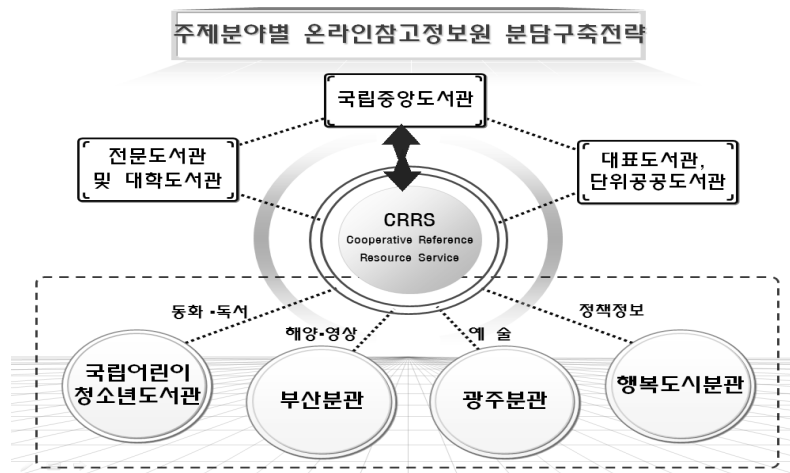 주제분야별 온라인참고정보원 분담구축전략
국립중앙도서관
전문도서관
및 대학도서관
대표도서관,
단위공공도서관
CRRS
Cooperative Reference
Resource Service
동화·독서
해양·영상
예 술
정책정보
국립어린이
청소년도서관
부산분관
광주분관
행복도시분관